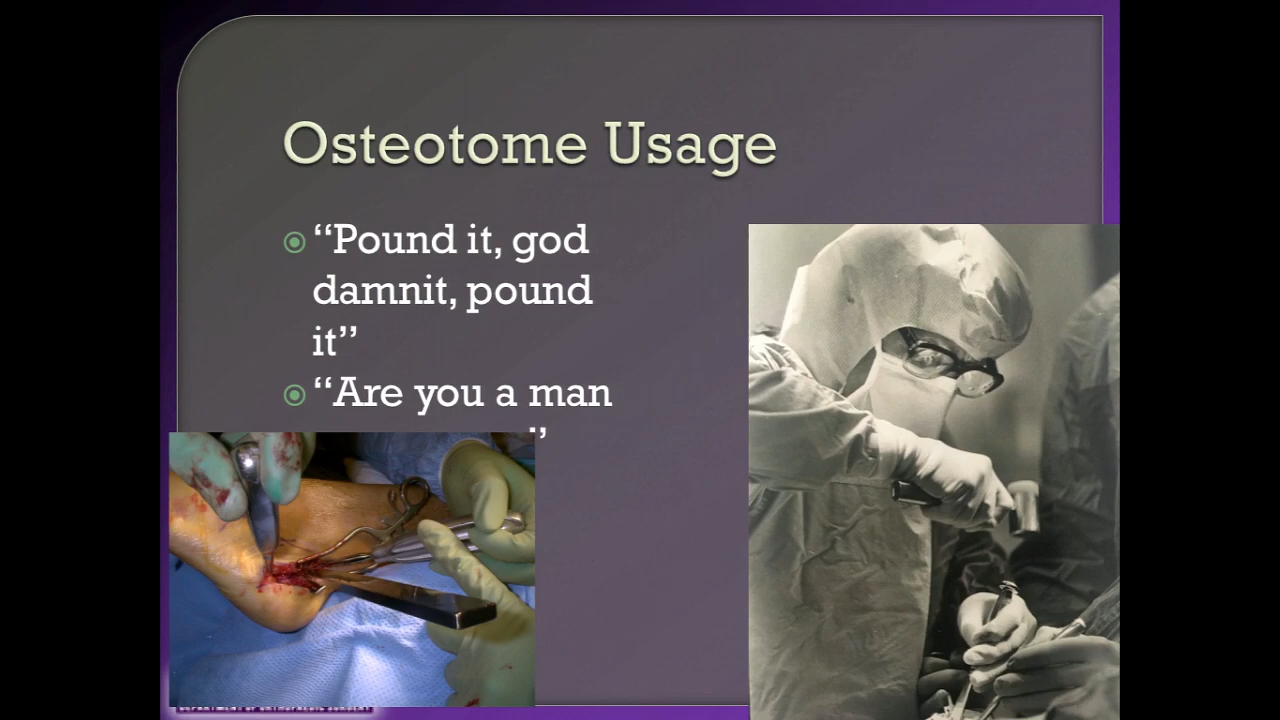 Osteotome Usage
“Pound it, god
damnit, pound
it”
“Are you a man
”